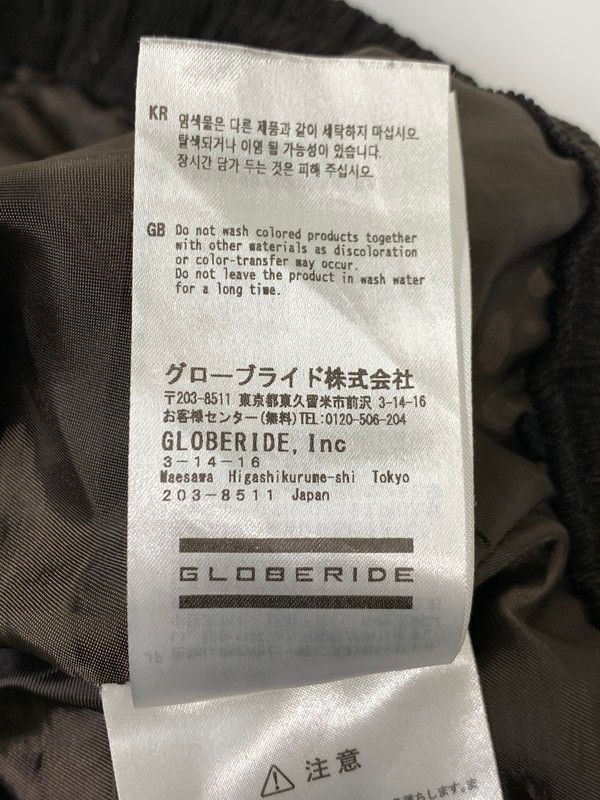 KR 염색물은 다른 제품과 같이 세탁하지 마십시오.
탈색되거나 이염 될 가능성이 있습니다.
장시간 담가 두는 것은 피해 주십시오.
GB Do not wash colored products together
with other materials as discoloration
or color-transfer may occur.
Do not leave the product in wash water
for a long time.
グローブライド株式会社
〒203-8511 東京都東久留米市前沢 3-14-16
お客様センター(無料)TEL:0120-506-204
GLOBERIDE, Inc
3-14-16
Maesawa Higashikurume-shi Tokyo
203-8511 Japan
GLOBERIDE
注意
落ちします。ま